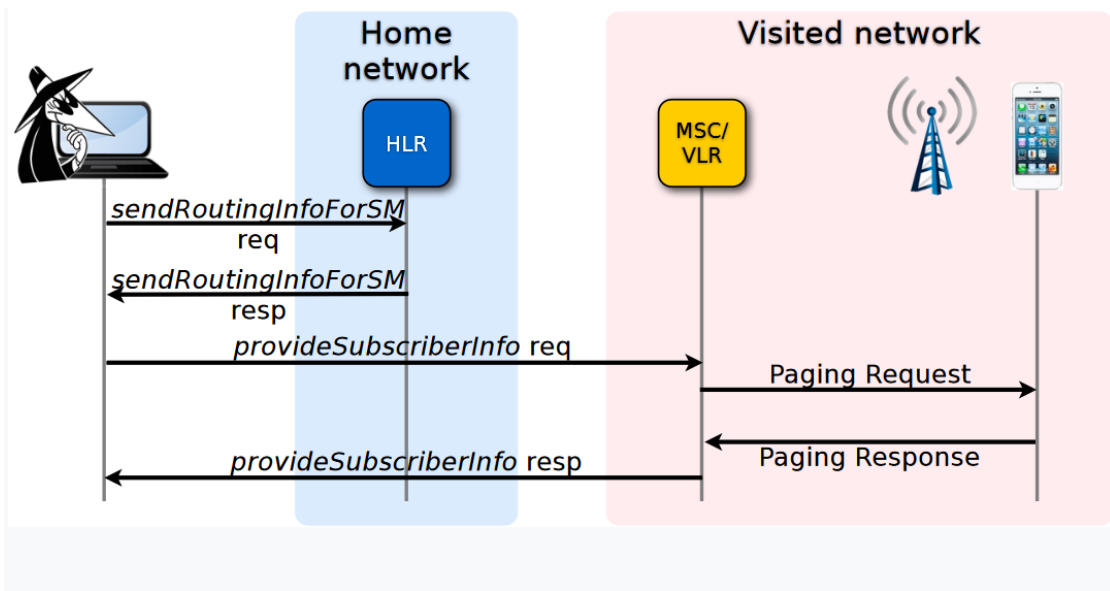 Home
network
Visited network
HLR
MSC/
VLR
sendRoutingInfoForSM
req
sendRoutingInfoForSM
resp
provideSubscriberInfo req
Paging Request
Paging Response
provideSubscriberInfo resp